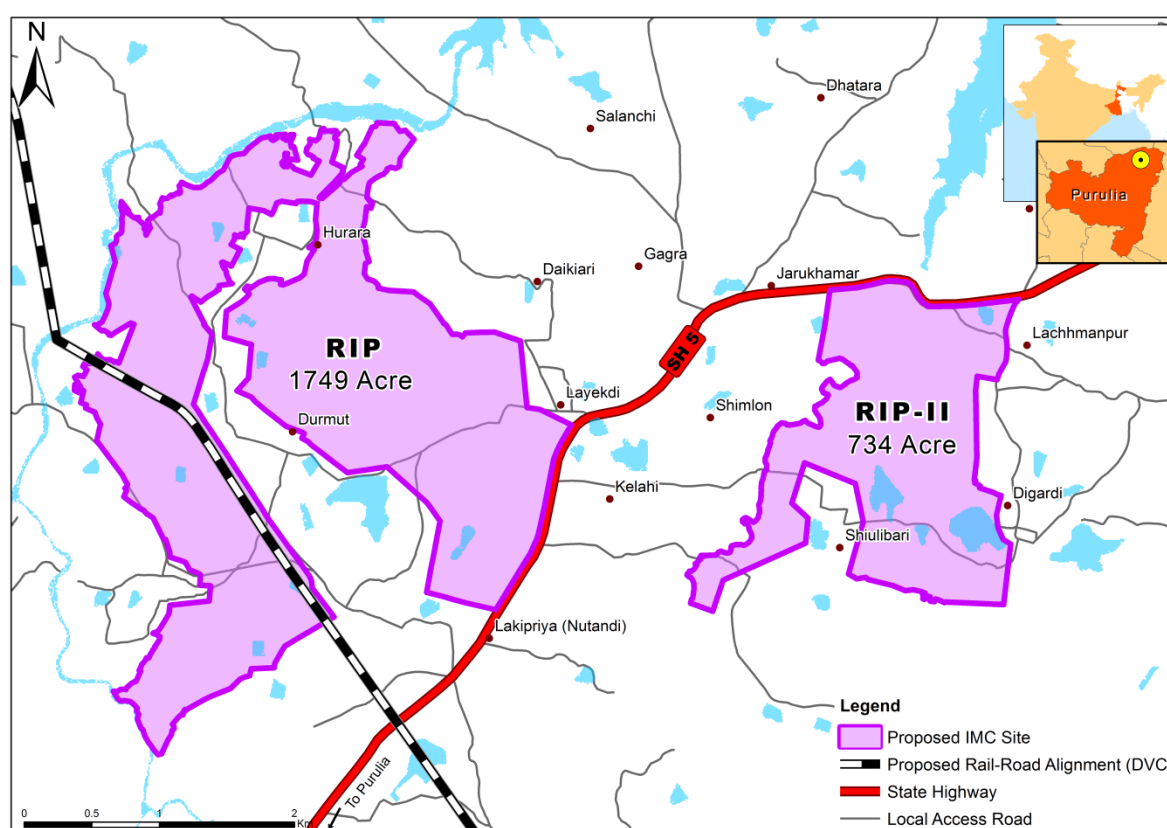 N
Dhatara
Salanchi
Purulia
Hurara
Gagra
Daikiari
Jarukhamar
RIP
1749 Acre
SH 5
Lachhmanpur
Layekdi
Shimlon
RIP-II
734 Acre
Durmut
Kelahi
Digardi
Shiulibari
Lakipriya (Nutandi)
Legend
Proposed IMC Site
Proposed Rail-Road Alignment (DVC
State Highway
Local Access Road
To Purulia
0 0.5 1 2
Km